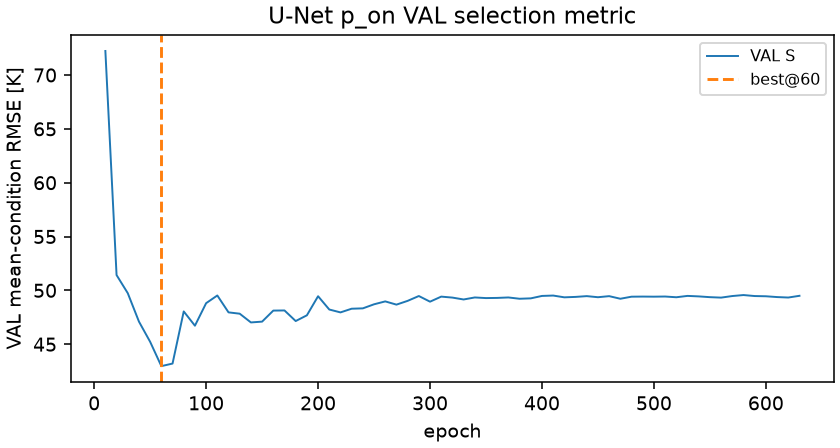 U-Net p_on VAL selection metric
VAL mean-condition RMSE [K]
70
65
60
55
50
45
VAL S
best@60
0 100 200 300 400 500 600
epoch